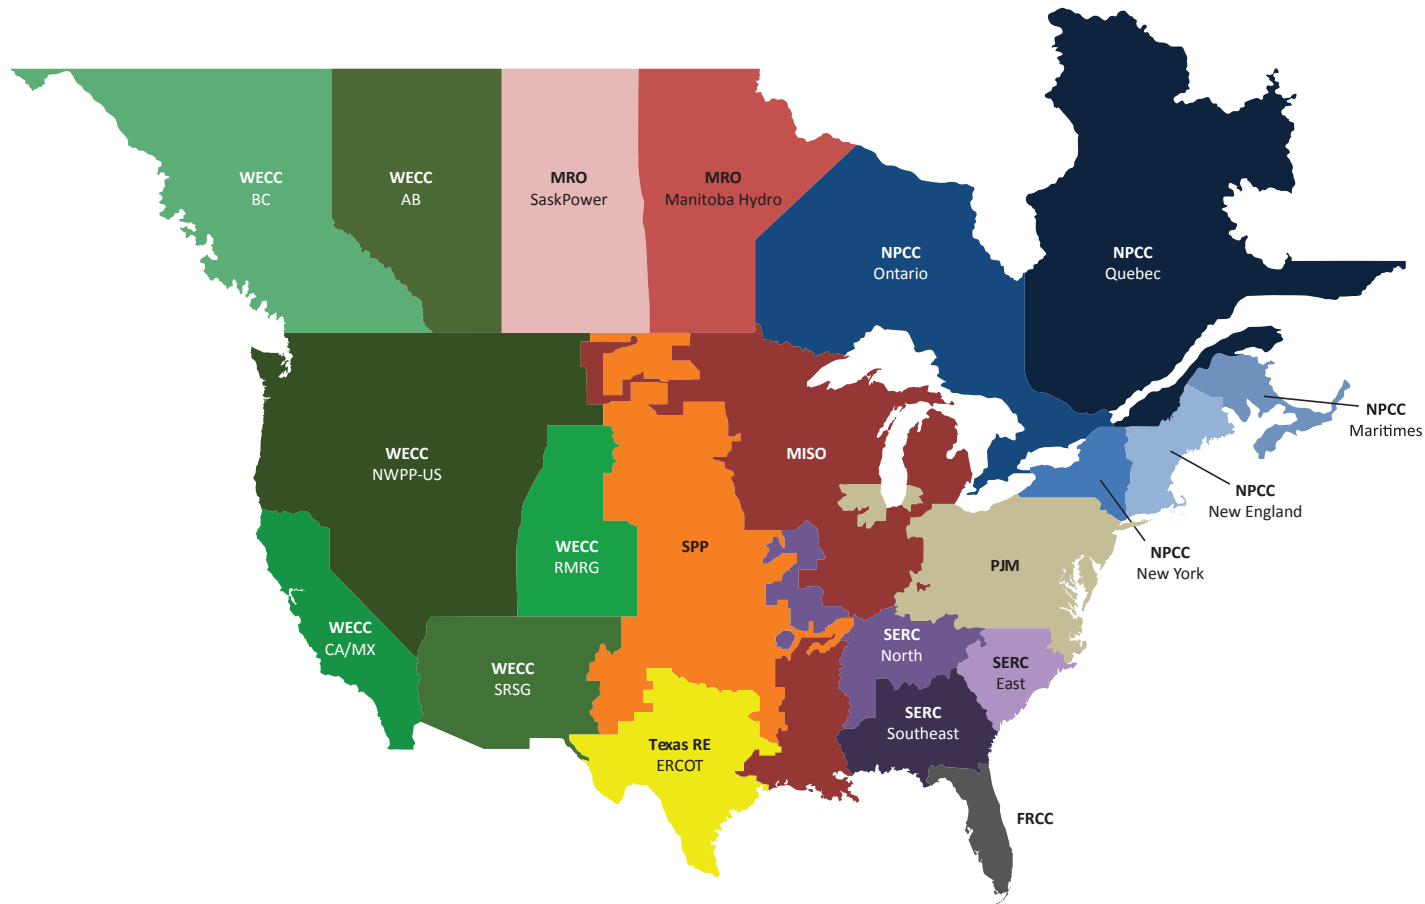 WECC
BC
WECC
AB
MRO
SaskPower
MRO
Manitoba Hydro
NPCC
Ontario
NPCC
Quebec
NPCC
Maritimes
WECC
NWPP-US
MISO
NPCC
New England
WECC
RMRG
SPP
PJM
NPCC
New York
WECC
CA/MX
WECC
SRSG
SERC
North
SERC
East
SERC
Southeast
Texas RE
ERCOT
FRCC